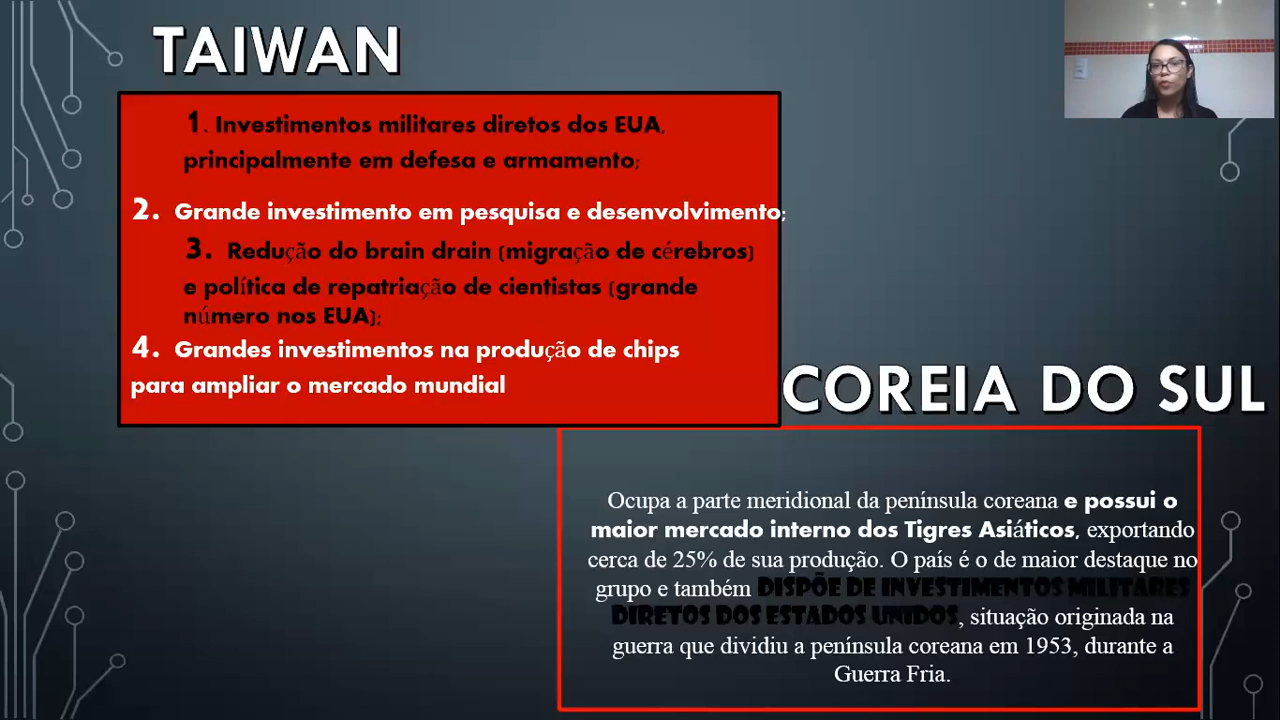 TAIWAN
1. Investimentos militares diretos dos EUA,
principalmente em defesa e armamento;
2. Grande investimento em pesquisa e desenvolvimento;
3. Redução do brain drain (migração de cérebros)
e política de repatriação de cientistas (grande
número nos EUA);
4. Grandes investimentos na produção de chips
para ampliar o mercado mundial
COREIA DO SUL
Ocupa a parte meridional da península coreana e possui o
maior mercado interno dos Tigres Asiáticos, exportando
cerca de 25% de sua produção. O país é o de maior destaque no
grupo e também DISPÕE DE INVESTIMENTOS MILITARES
DIRETOS DOS ESTADOS UNIDOS, situação originada na
guerra que dividiu a península coreana em 1953, durante a
Guerra Fria.